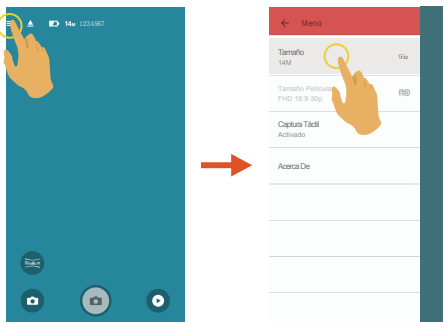 14M 1234567
Menú
Tamaño
14M
Tamaño Película
FHD 16:9 30p
Captura Táctil
Activado
Acerca De